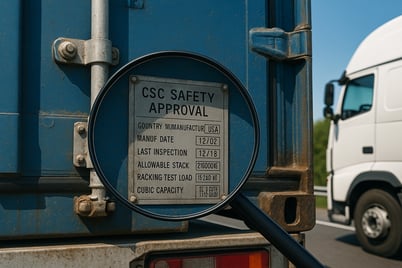 CSC SAFETY
APPROVAL
COUNTRY MUMANUFACTUR USA
MANUF DATE 12/02
LAST INSPECTION 12/18
ALLOWABLE STACK
RACKING TEST LOAD
CUBIC CAPACITY